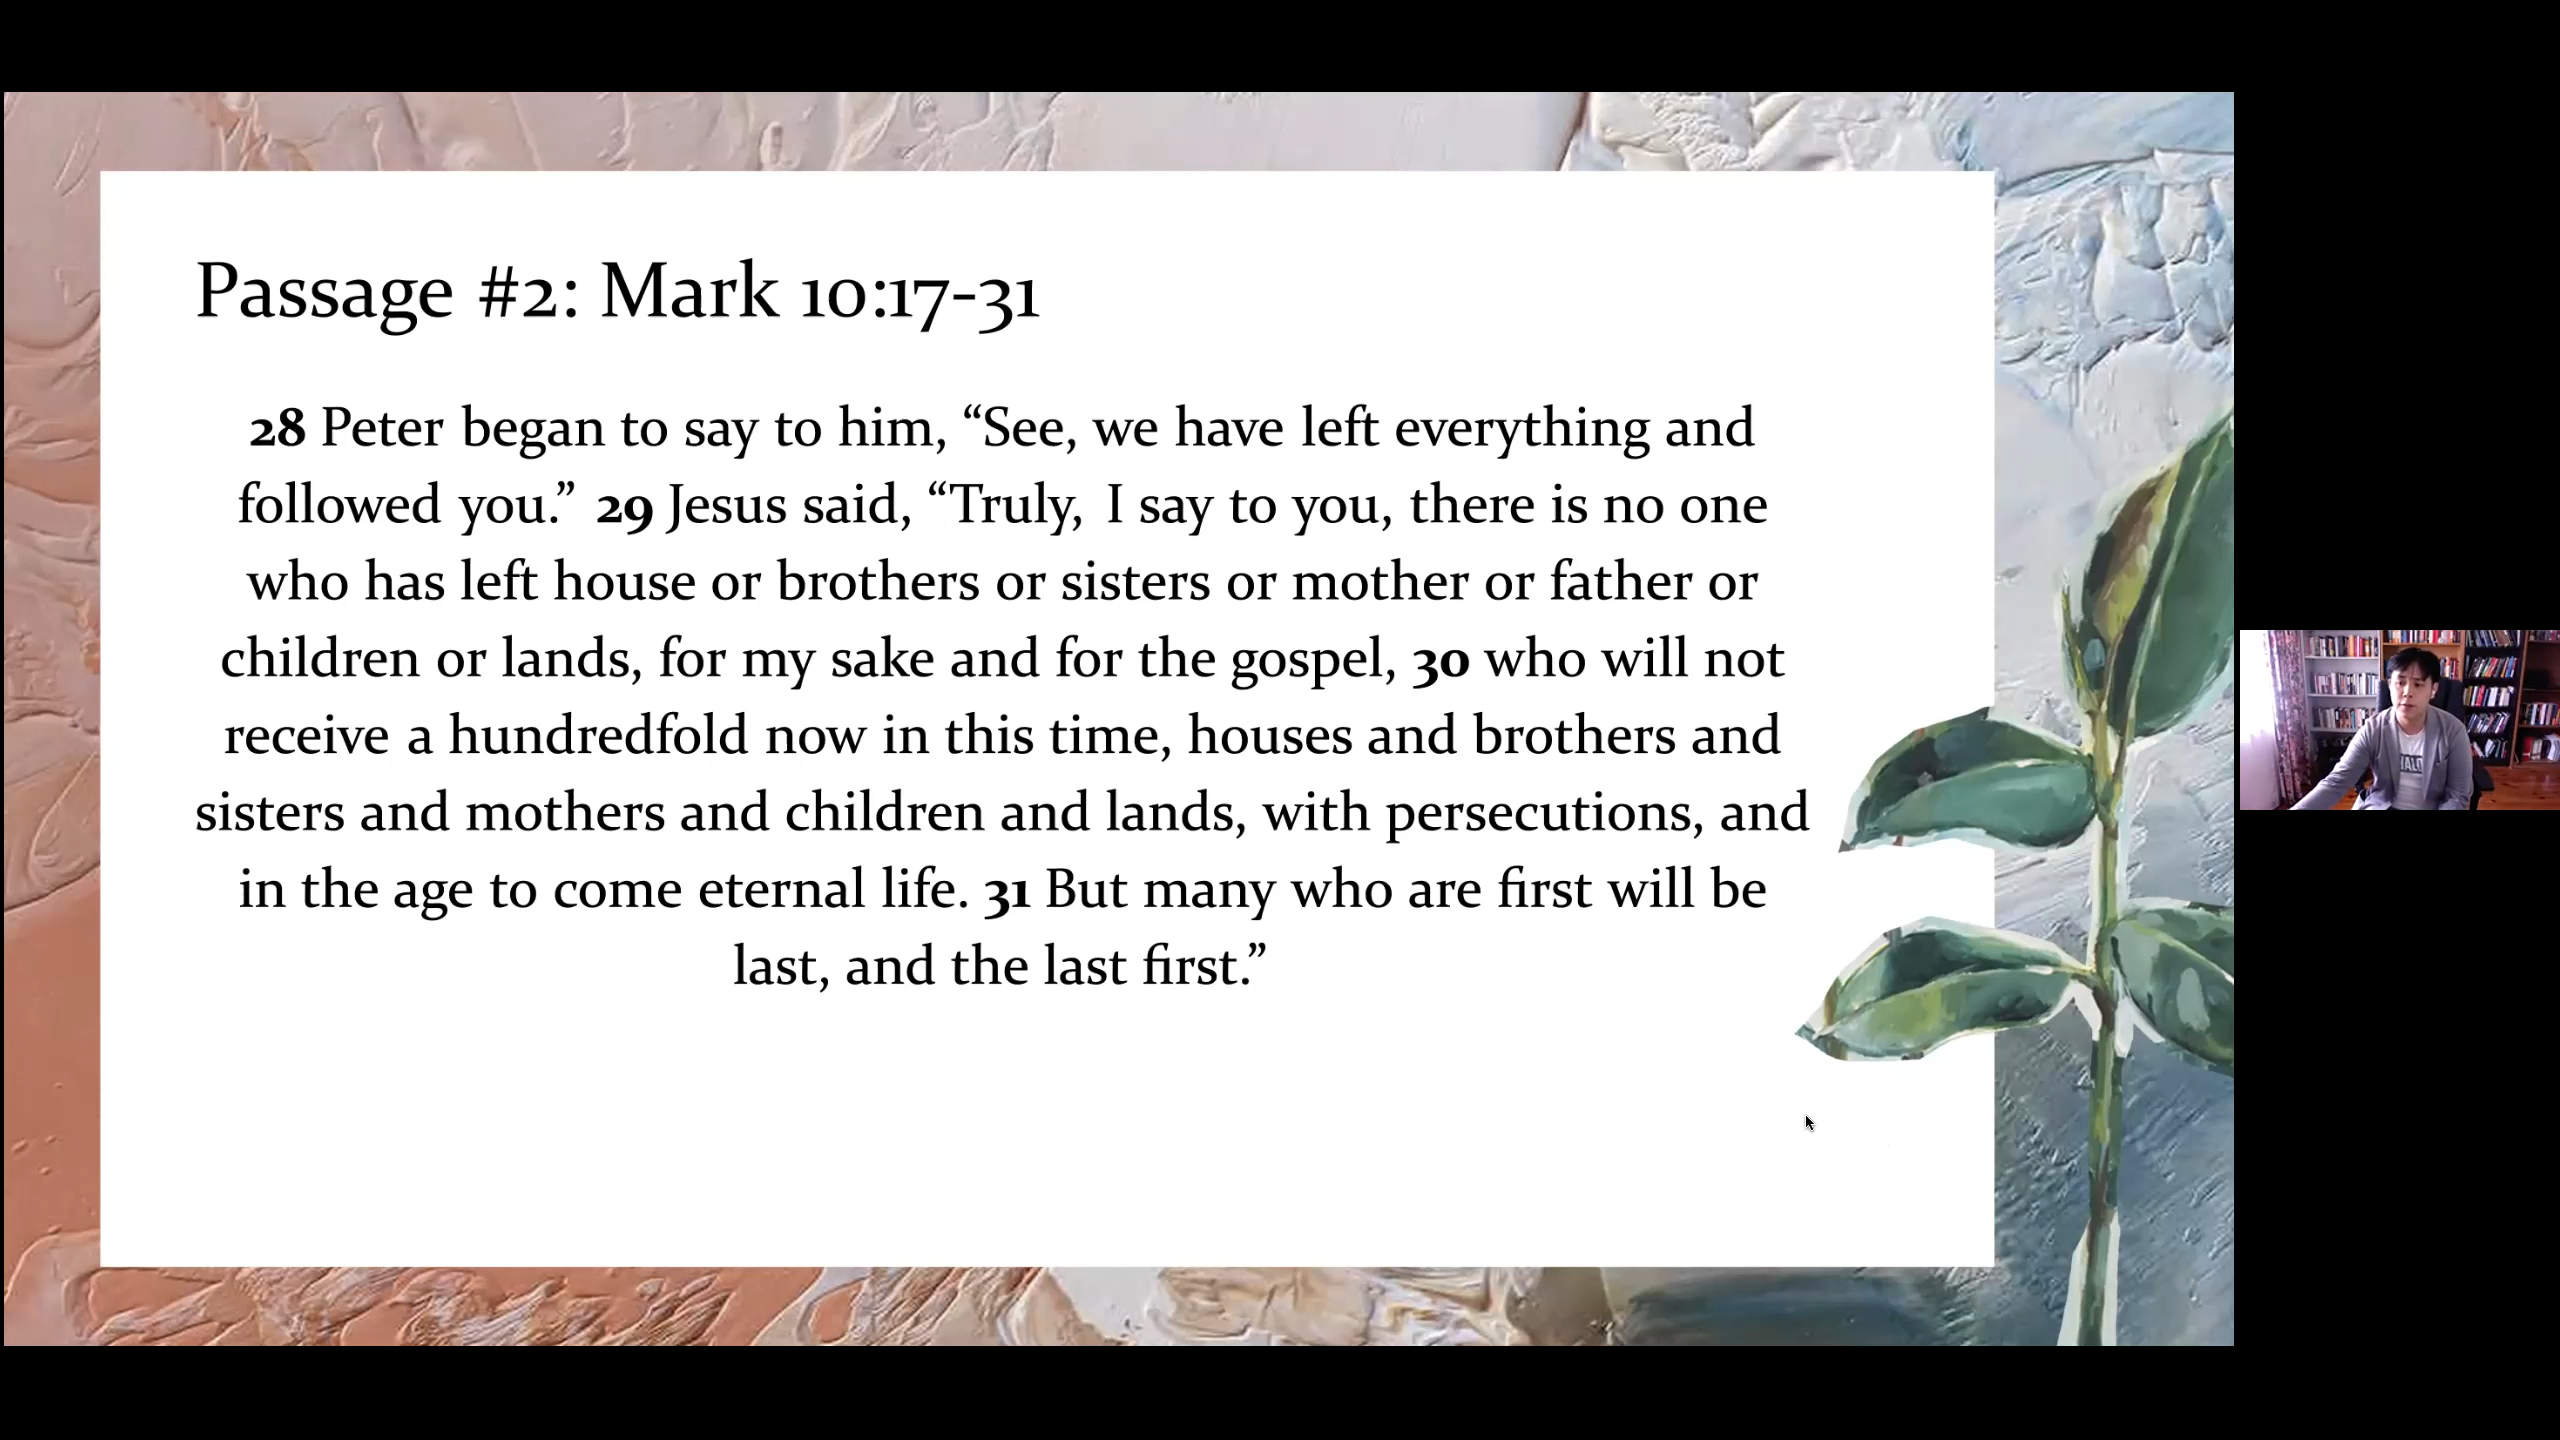 Passage #2: Mark 10:17-31
28 Peter began to say to him, “See, we have left everything and
followed you.” 29 Jesus said, “Truly, I say to you, there is no one
who has left house or brothers or sisters or mother or father or
children or lands, for my sake and for the gospel, 30 who will not
receive a hundredfold now in this time, houses and brothers and
sisters and mothers and children and lands, with persecutions, and
in the age to come eternal life. 31 But many who are first will be
last, and the last first.”